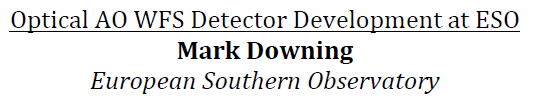 Optical AO WFS Detector Development at ESO
Mark Downing
European Southern Observatory